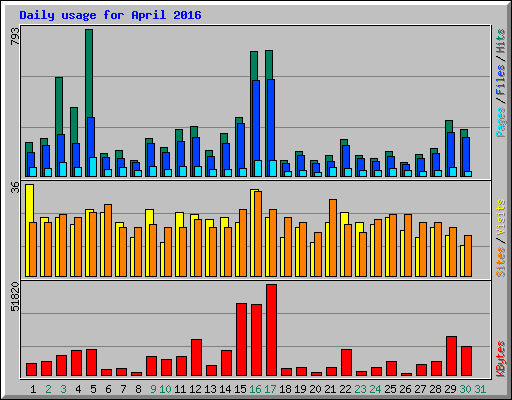 Daily usage for April 2016
793
Pages / Files / Hits
36
Sites / Visits
51820
KBytes
1 2 3 4 5 6 7 8 9 10 11 12 13 14 15 16 17 18 19 20 21 22 23 24 25 26 27 28 29 30 31